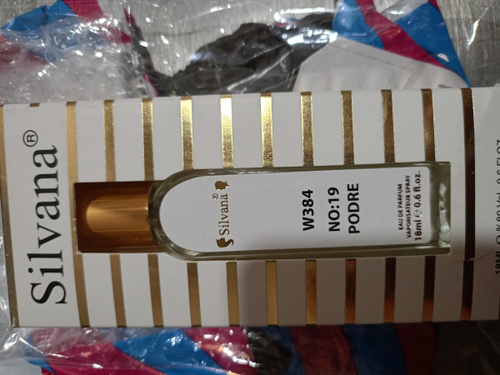 Silvana®
Silvana
W384
NO:19
PODRE
EAU DE PARFUM
VAPORISATEUR SPRAY
18ml ℮ 0.6 fl.oz.